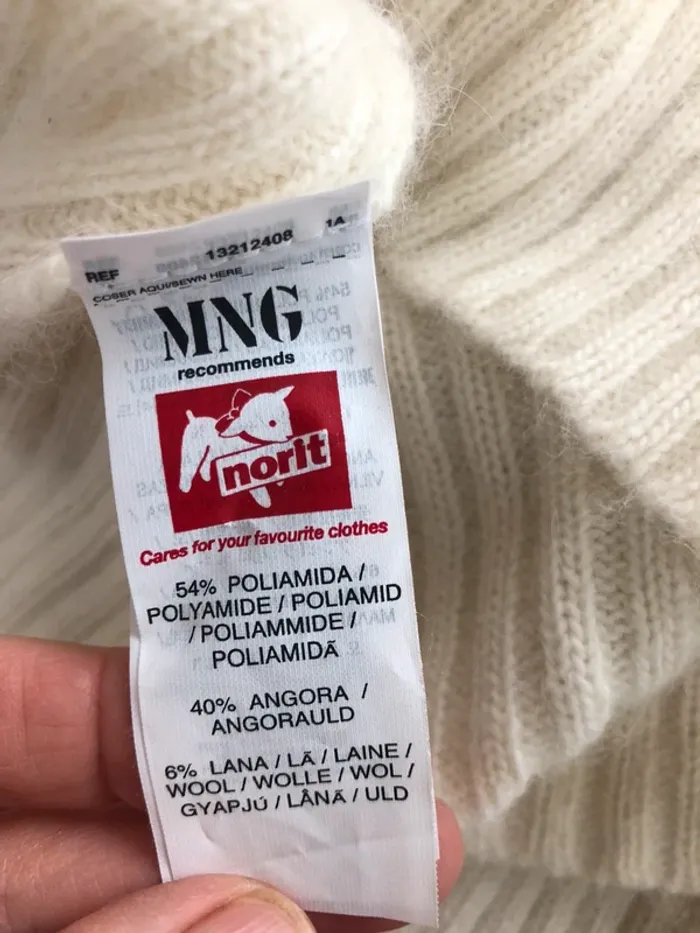 REF 13212408 1A
COSER AQUI/SEWN HERE
MNG
recommends
norit
Cares for your favourite clothes
54% POLIAMIDA /
POLYAMIDE / POLIAMID
/ POLIAMMIDE /
POLIAMIDĂ
40% ANGORA /
ANGORAULD
6% LANA / LÃ / LAINE /
WOOL / WOLLE / WOL /
GYAPJÚ / LÂNĂ / ULD